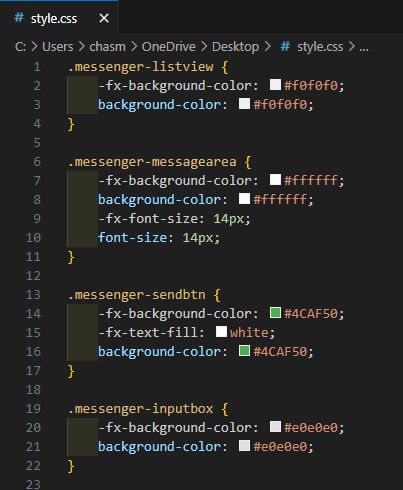 # style.css ×
C: > Users > chasm > OneDrive > Desktop > # style.css > ...
1 .messenger-listview {
2 -fx-background-color: #f0f0f0;
3 background-color: #f0f0f0;
4 }
5
6 .messenger-messagearea {
7 -fx-background-color: #ffffff;
8 background-color: #ffffff;
9 -fx-font-size: 14px;
10 font-size: 14px;
11 }
12
13 .messenger-sendbtn {
14 -fx-background-color: #4CAF50;
15 -fx-text-fill: white;
16 background-color: #4CAF50;
17 }
18
19 .messenger-inputbox {
20 -fx-background-color: #e0e0e0;
21 background-color: #e0e0e0;
22 }
23